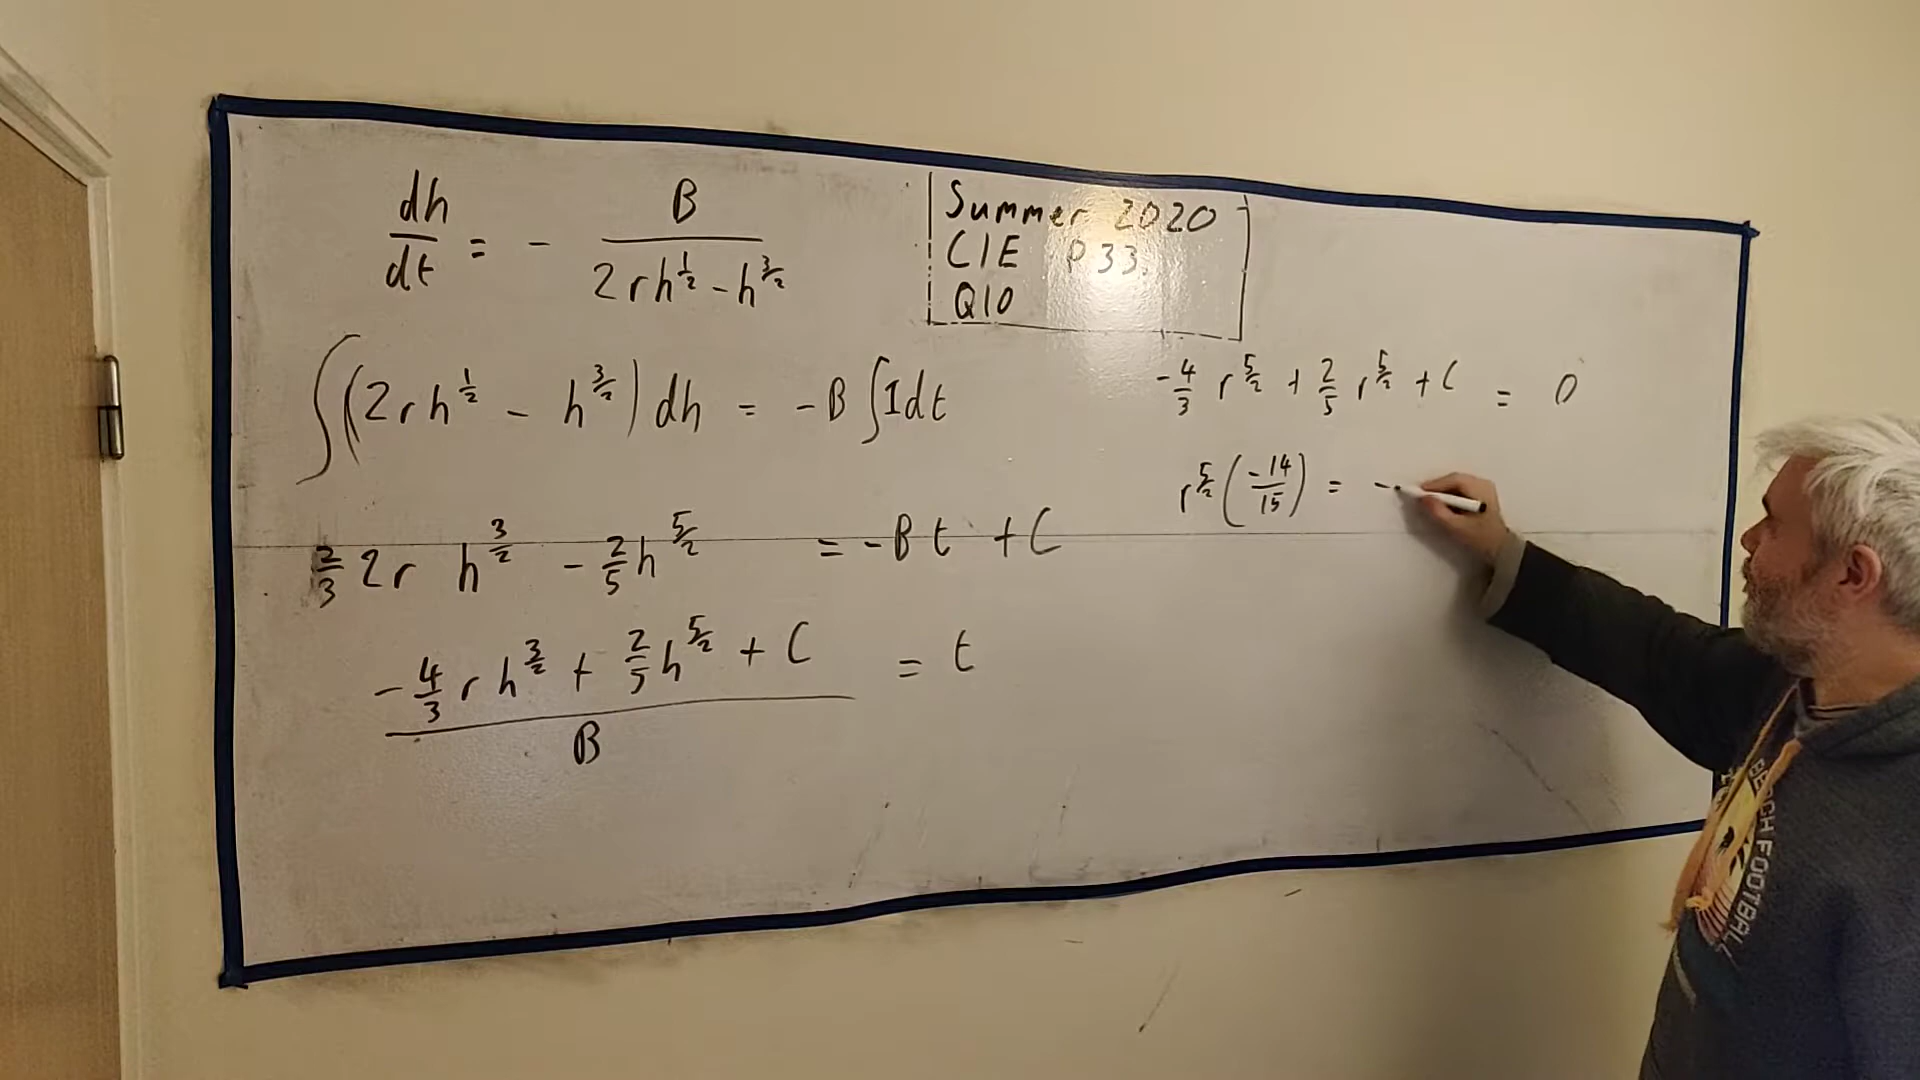 dh/dt = - B/(2rh^1/2 - h^3/2)
Summer 2020
CIE P33.
Q10
∫(2rh^1/2 - h^3/2) dh = -B ∫1dt
2/3 2r h^3/2 - 2/5 h^5/2 = -Bt + C
(-4/3 rh^3/2 + 2/5 h^5/2 + C)/B = t
-4/3 r^5/2 + 2/5 r^5/2 + C = 0
r^5/2 (-14/15) = -
BEACH FOOTBALL